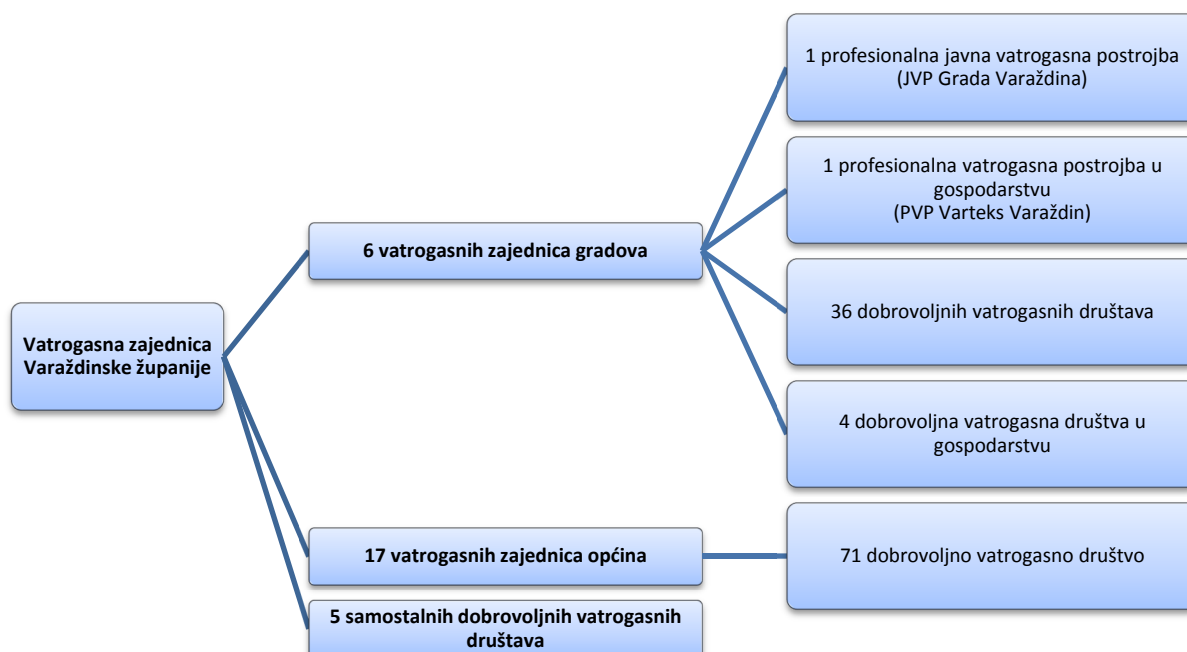 Vatrogasna zajednica
Varaždinske županije
6 vatrogasnih zajednica gradova
1 profesionalna javna vatrogasna postrojba
(JVP Grada Varaždina)
1 profesionalna vatrogasna postrojba u
gospodarstvu
(PVP Varteks Varaždin)
36 dobrovoljnih vatrogasnih društava
4 dobrovoljna vatrogasna društva u
gospodarstvu
17 vatrogasnih zajednica općina
71 dobrovoljno vatrogasno društvo
5 samostalnih dobrovoljnih vatrogasnih
društava